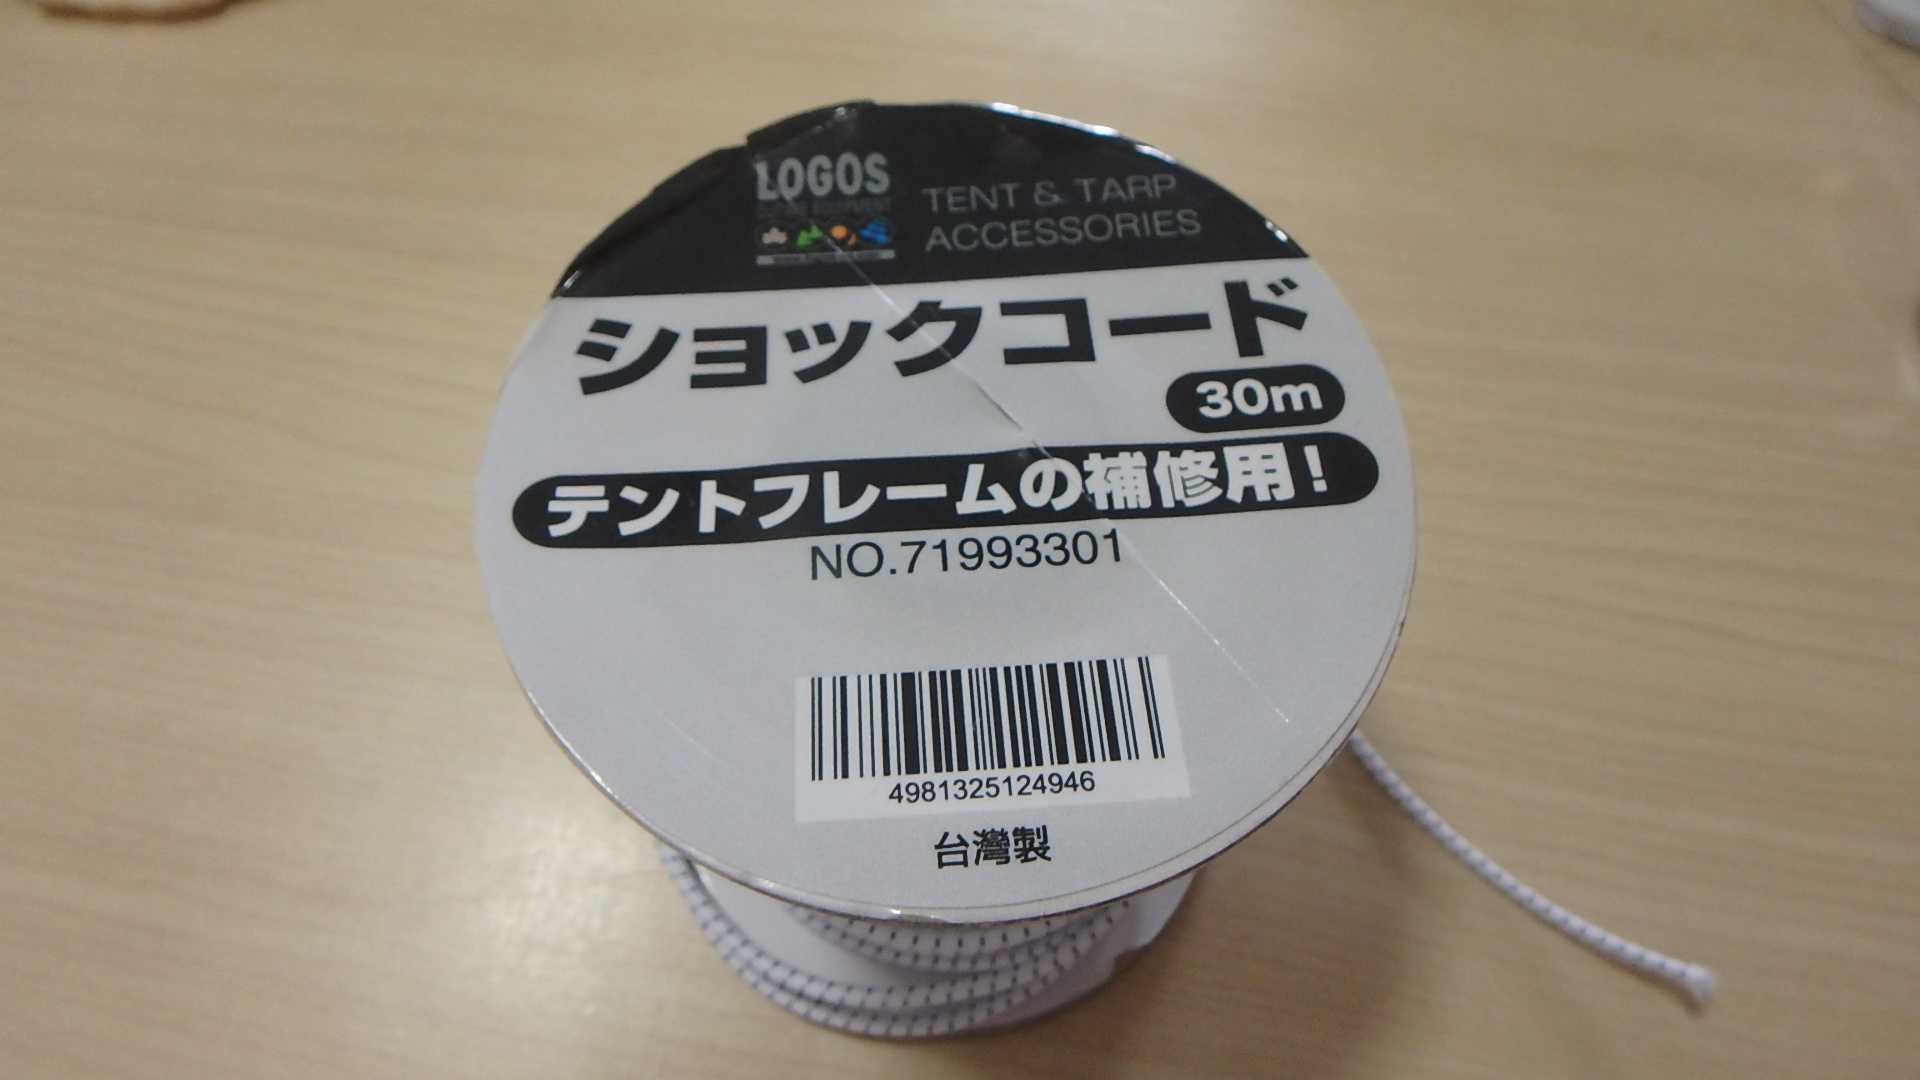 LOGOS
TENT & TARP
ACCESSORIES
ショックコード
30m
テントフレームの補修用!
NO.71993301
4981325124946
台灣製